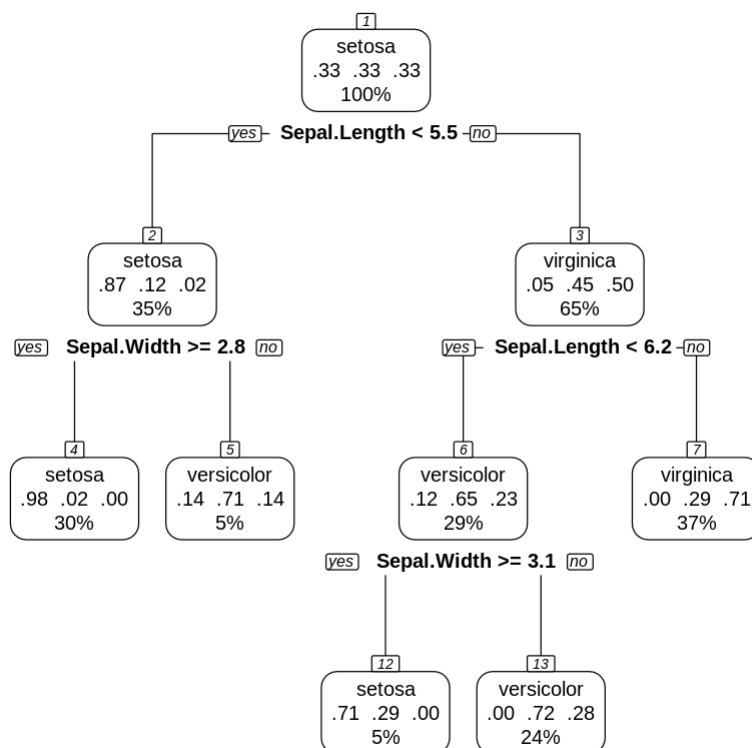 1
setosa
.33 .33 .33
100%
yes Sepal.Length < 5.5 no
2
setosa
.87 .12 .02
35%
3
virginica
.05 .45 .50
65%
yes Sepal.Width >= 2.8 no
yes Sepal.Length < 6.2 no
4
setosa
.98 .02 .00
30%
5
versicolor
.14 .71 .14
5%
6
versicolor
.12 .65 .23
29%
7
virginica
.00 .29 .71
37%
yes Sepal.Width >= 3.1 no
12
setosa
.71 .29 .00
5%
13
versicolor
.00 .72 .28
24%